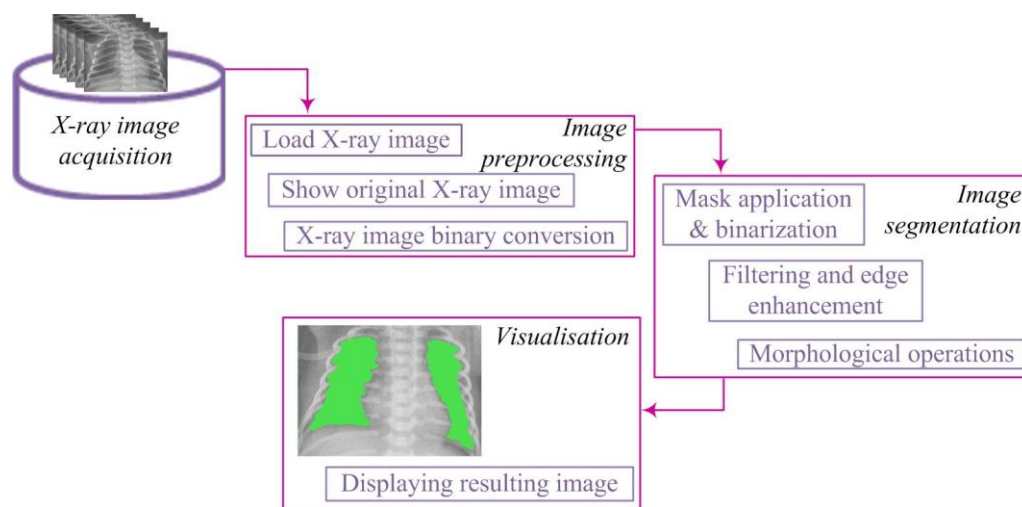 X-ray image
acquisition
Image
preprocessing
Load X-ray image
Show original X-ray image
X-ray image binary conversion
Image
segmentation
Mask application
& binarization
Filtering and edge
enhancement
Morphological operations
Visualisation
Displaying resulting image